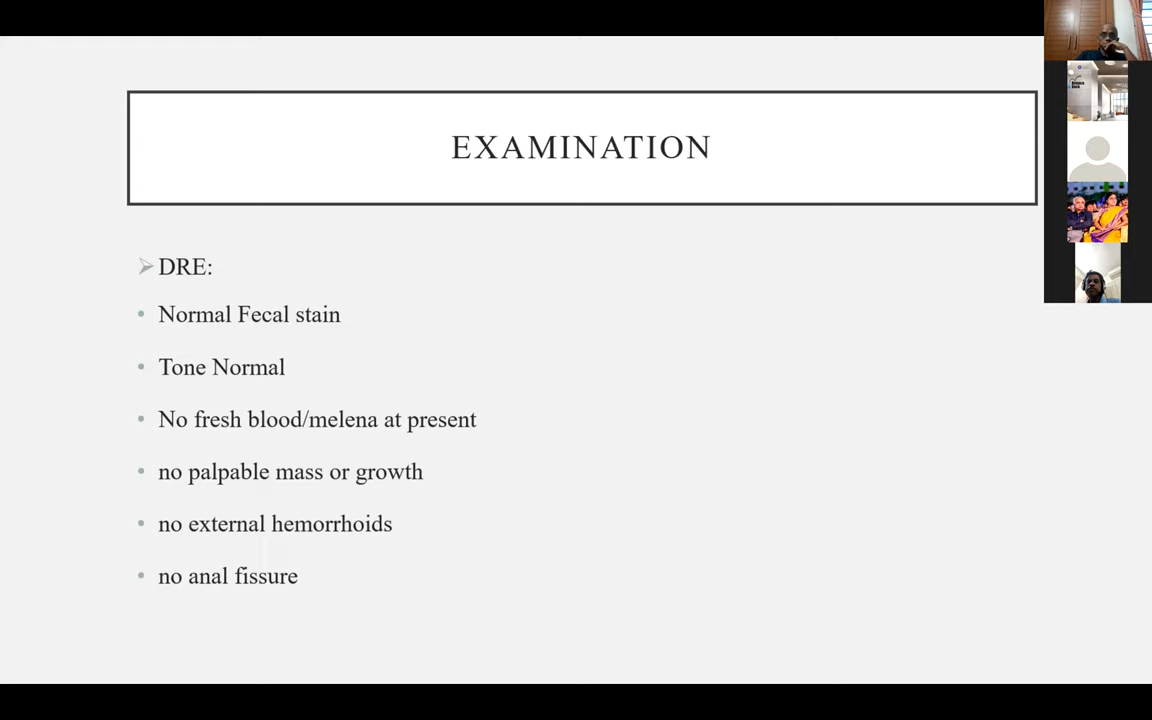 EXAMINATION
DRE:
Normal Fecal stain
Tone Normal
No fresh blood/melena at present
no palpable mass or growth
no external hemorrhoids
no anal fissure